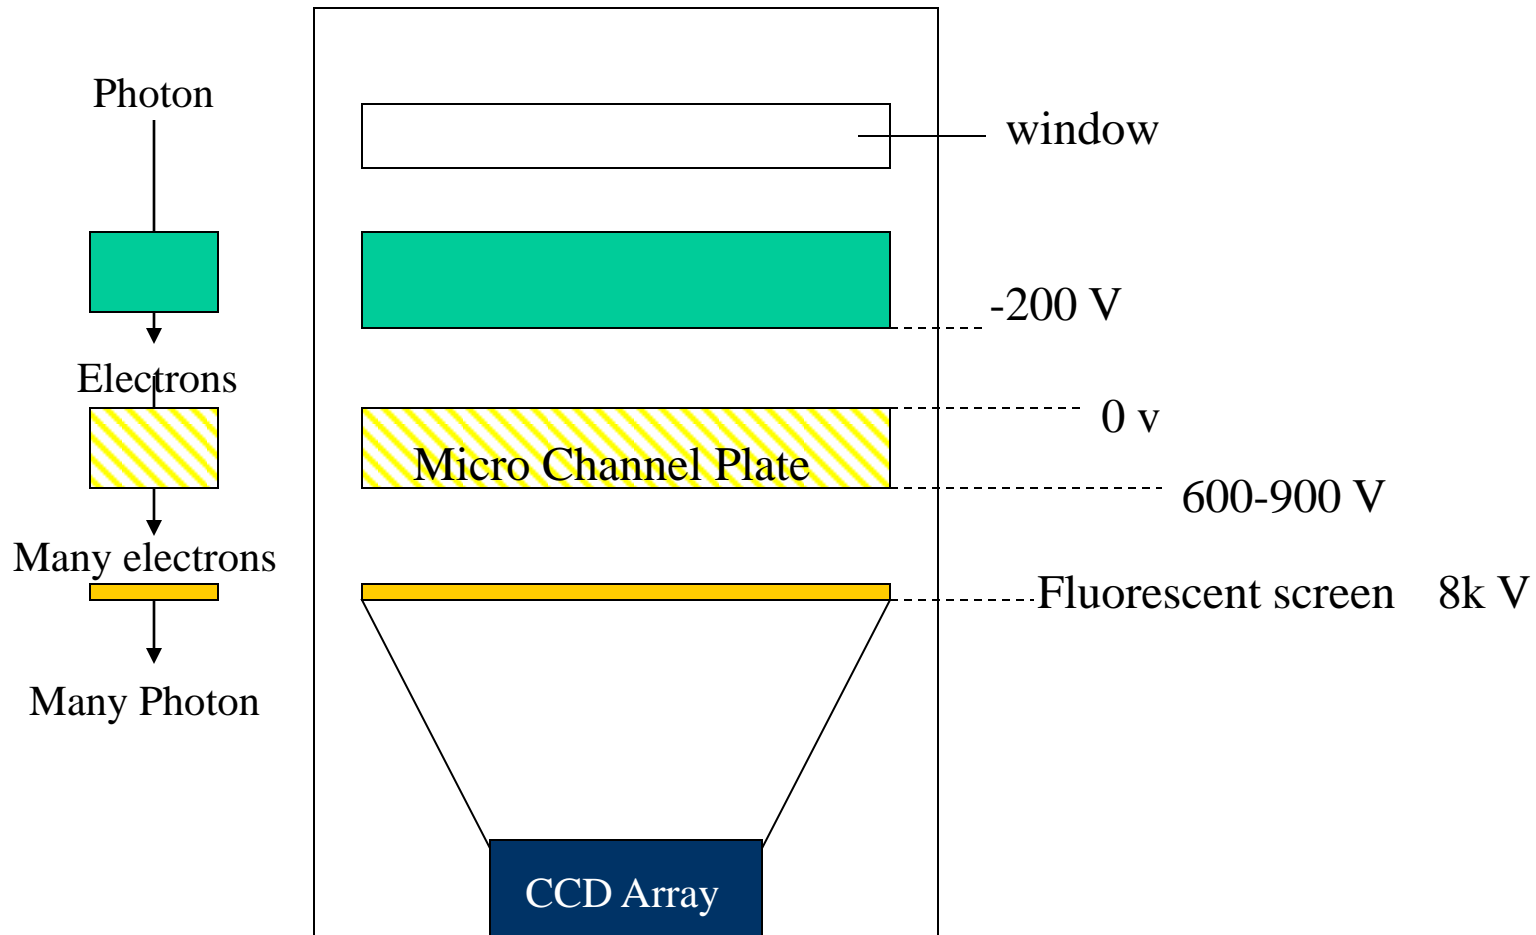 Photon
window
-200 V
Electrons
0 v
Micro Channel Plate
600-900 V
Many electrons
Fluorescent screen 8k V
Many Photon
CCD Array